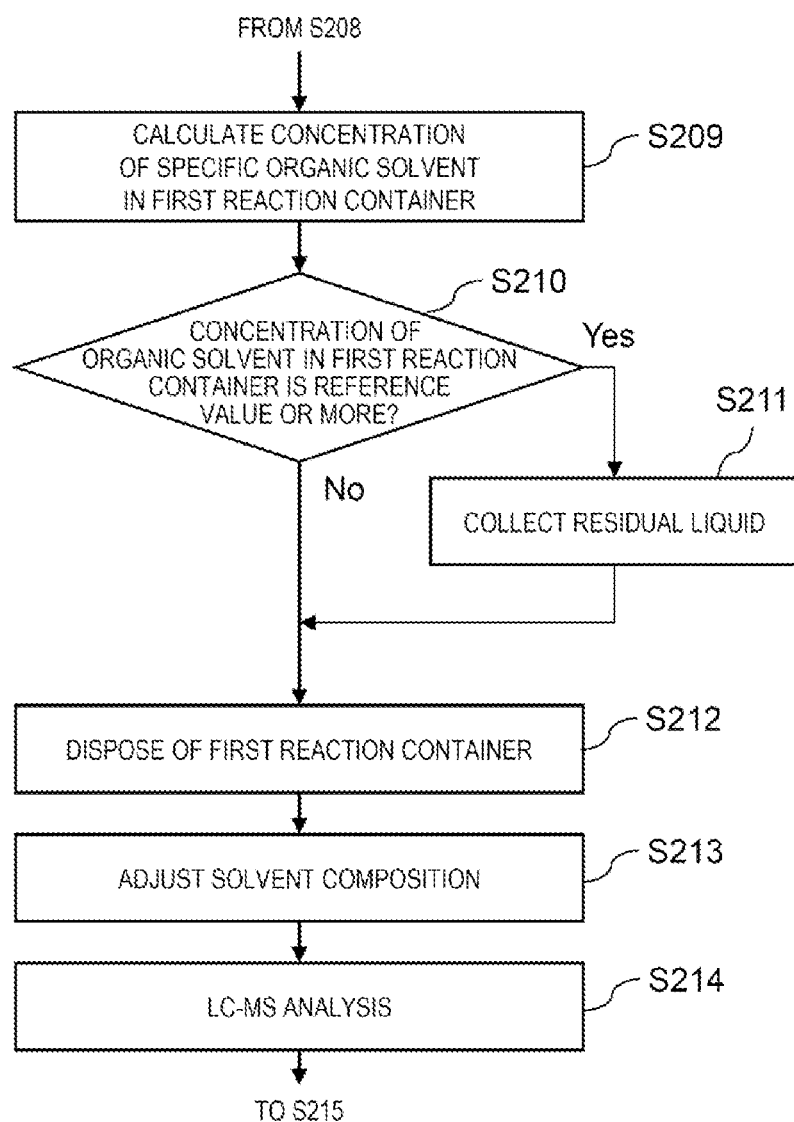 FROM S208
CALCULATE CONCENTRATION
OF SPECIFIC ORGANIC SOLVENT
IN FIRST REACTION CONTAINER
S209
S210
CONCENTRATION OF
ORGANIC SOLVENT IN FIRST REACTION
CONTAINER IS REFERENCE
VALUE OR MORE?
Yes
S211
No
COLLECT RESIDUAL LIQUID
DISPOSE OF FIRST REACTION CONTAINER
S212
ADJUST SOLVENT COMPOSITION
S213
LC-MS ANALYSIS
S214
TO S215